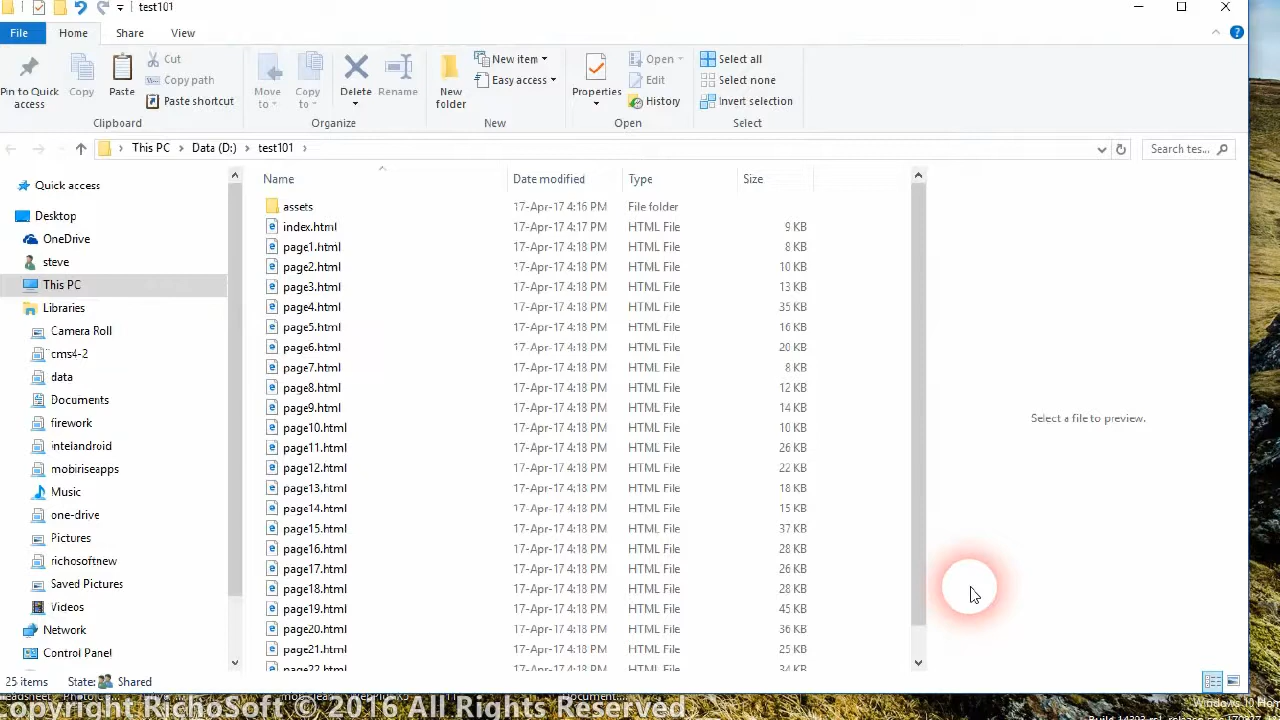 test101
File Home Share View
Pin to Quick access
Copy
Paste
Cut
Copy path
Paste shortcut
Clipboard
Move to
Copy to
Delete
Rename
Organize
New folder
New item
Easy access
New
Properties
Open
Edit
History
Open
Select all
Select none
Invert selection
Select
This PC Data (D:) test101
Search tes...
Quick access
Desktop
OneDrive
steve
This PC
Libraries
Camera Roll
cms4-2
data
Documents
firework
intelandroid
mobiriseapps
Music
one-drive
Pictures
richosoftnew
Saved Pictures
Videos
Network
Control Panel
Name Date modified Type Size
assets 17-Apr-17 4:16 PM File folder
index.html 17-Apr-17 4:17 PM HTML File 9 KB
page1.html 17-Apr-17 4:18 PM HTML File 8 KB
page2.html 17-Apr-17 4:18 PM HTML File
page3.html 17-Apr-17 4:18 PM HTML File 13 KB
page4.html 17-Apr-17 4:18 PM HTML File
page5.html 17-Apr-17 4:18 PM HTML File
page6.html 17-Apr-17 4:18 PM HTML File 20 KB
page7.html 17-Apr-17 4:18 PM HTML File
page8.html 17-Apr-17 4:18 PM HTML File 12 KB
page9.html 17-Apr-17 4:18 PM HTML File 14 KB
page10.html 17-Apr-17 4:18 PM HTML File
page11.html 17-Apr-17 4:18 PM HTML File 26 KB
page12.html 17-Apr-17 4:18 PM HTML File 22 KB
page13.html 17-Apr-17 4:18 PM HTML File 18 KB
page14.html 17-Apr-17 4:18 PM HTML File
page15.html 17-Apr-17 4:18 PM HTML File 37 KB
page16.html 17-Apr-17 4:18 PM HTML File
page17.html 17-Apr-17 4:18 PM HTML File 26 KB
page18.html 17-Apr-17 4:18 PM HTML File 28 KB
page19.html 17-Apr-17 4:18 PM HTML File 45 KB
page20.html 17-Apr-17 4:18 PM HTML File 36 KB
page21.html 17-Apr-17 4:18 PM HTML File
page22.html 17-Apr-17 4:18 PM HTML File 34 KB
Select a file to preview.
25 items State: Shared
opyright RichoSoft © 2016 All Rights Reserved